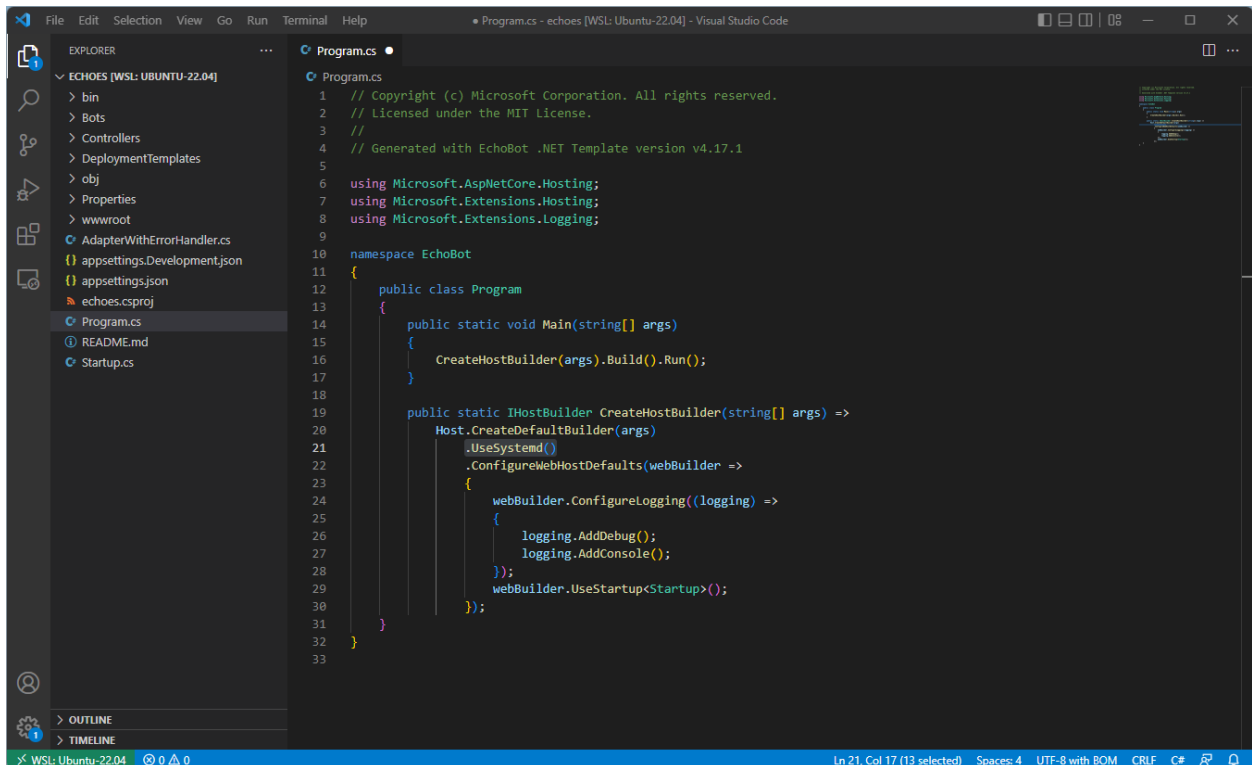 File Edit Selection View Go Run Terminal Help
● Program.cs - echoes [WSL: Ubuntu-22.04] - Visual Studio Code
EXPLORER
ECHOES [WSL: UBUNTU-22.04]
> bin
> Bots
> Controllers
> DeploymentTemplates
> obj
> Properties
> wwwroot
AdapterWithErrorHandler.cs
{} appsettings.Development.json
{} appsettings.json
echoes.csproj
Program.cs
README.md
Startup.cs
> OUTLINE
> TIMELINE
1
1
Program.cs ●
Program.cs
1 // Copyright (c) Microsoft Corporation. All rights reserved.
2 // Licensed under the MIT License.
3 //
4 // Generated with EchoBot .NET Template version v4.17.1
5
6 using Microsoft.AspNetCore.Hosting;
7 using Microsoft.Extensions.Hosting;
8 using Microsoft.Extensions.Logging;
9
10 namespace EchoBot
11 {
12     public class Program
13     {
14         public static void Main(string[] args)
15         {
16             CreateHostBuilder(args).Build().Run();
17         }
18
19         public static IHostBuilder CreateHostBuilder(string[] args) =>
20             Host.CreateDefaultBuilder(args)
21                 .UseSystemd()
22                 .ConfigureWebHostDefaults(webBuilder =>
23                 {
24                     webBuilder.ConfigureLogging((logging) =>
25                     {
26                         logging.AddDebug();
27                         logging.AddConsole();
28                     });
29                     webBuilder.UseStartup<Startup>();
30                 });
31     }
32 }
33
WSL: Ubuntu-22.04 0 0
Ln 21, Col 17 (13 selected) Spaces: 4 UTF-8 with BOM CRLF C#